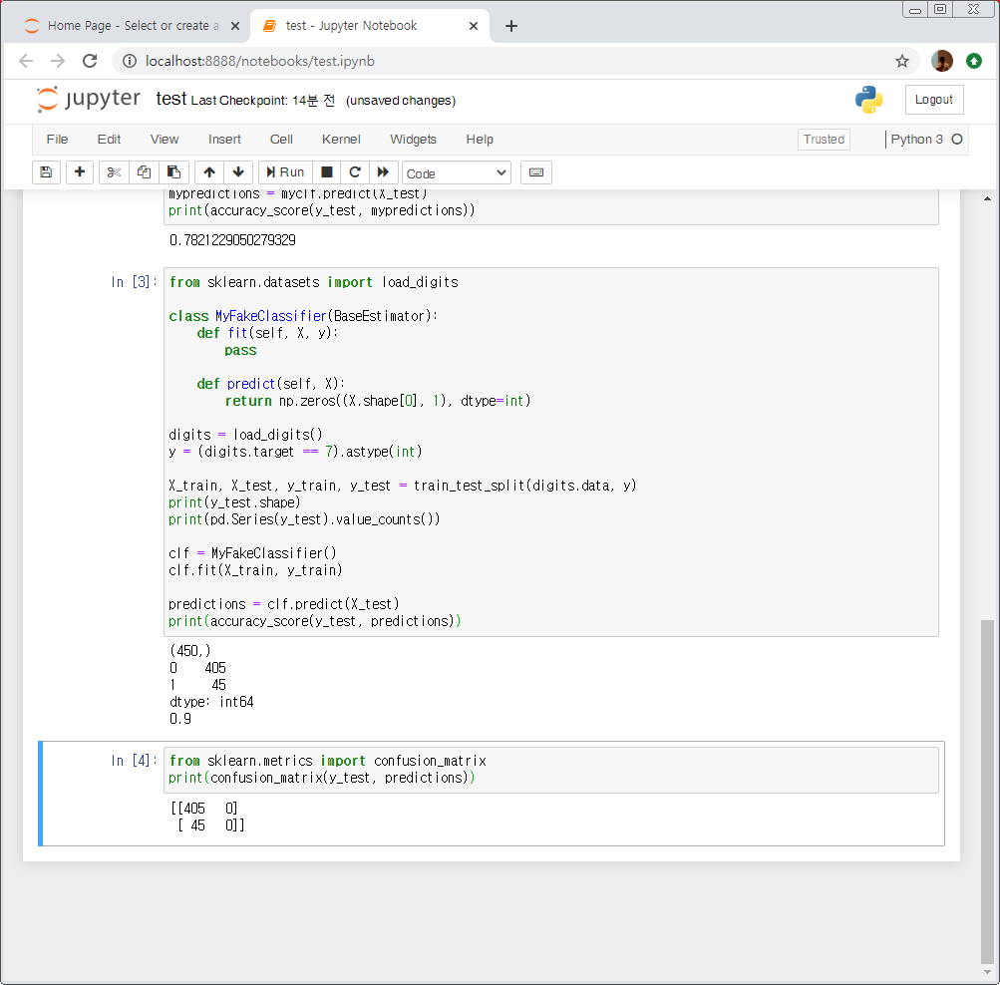 Home Page - Select or create a
test - Jupyter Notebook
localhost:8888/notebooks/test.ipynb
jupyter test Last Checkpoint: 14분 전 (unsaved changes)
Logout
File Edit View Insert Cell Kernel Widgets Help
Trusted
Python 3
Run
Code
mypredictions = myclf.predict(X_test)
print(accuracy_score(y_test, mypredictions))
0.7821229050279329
In [3]:
from sklearn.datasets import load_digits
class MyFakeClassifier(BaseEstimator):
    def fit(self, X, y):
        pass
    def predict(self, X):
        return np.zeros((X.shape[0], 1), dtype=int)
digits = load_digits()
y = (digits.target == 7).astype(int)
X_train, X_test, y_train, y_test = train_test_split(digits.data, y)
print(y_test.shape)
print(pd.Series(y_test).value_counts())
clf = MyFakeClassifier()
clf.fit(X_train, y_train)
predictions = clf.predict(X_test)
print(accuracy_score(y_test, predictions))
(450,)
0    405
1     45
dtype: int64
0.9
In [4]:
from sklearn.metrics import confusion_matrix
print(confusion_matrix(y_test, predictions))
[[405   0]
 [ 45   0]]